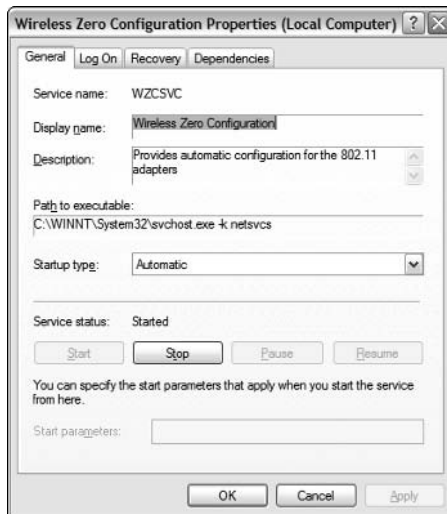 Wireless Zero Configuration Properties (Local Computer)
General Log On Recovery Dependencies
Service name: WZCSVC
Display name: Wireless Zero Configuration
Description: Provides automatic configuration for the 802.11
adapters
Path to executable:
C:\WINNT\System32\svchost.exe -k netsvcs
Startup type: Automatic
Service status: Started
Start Stop Pause Resume
You can specify the start parameters that apply when you start the service
from here.
Start parameters:
OK Cancel Apply